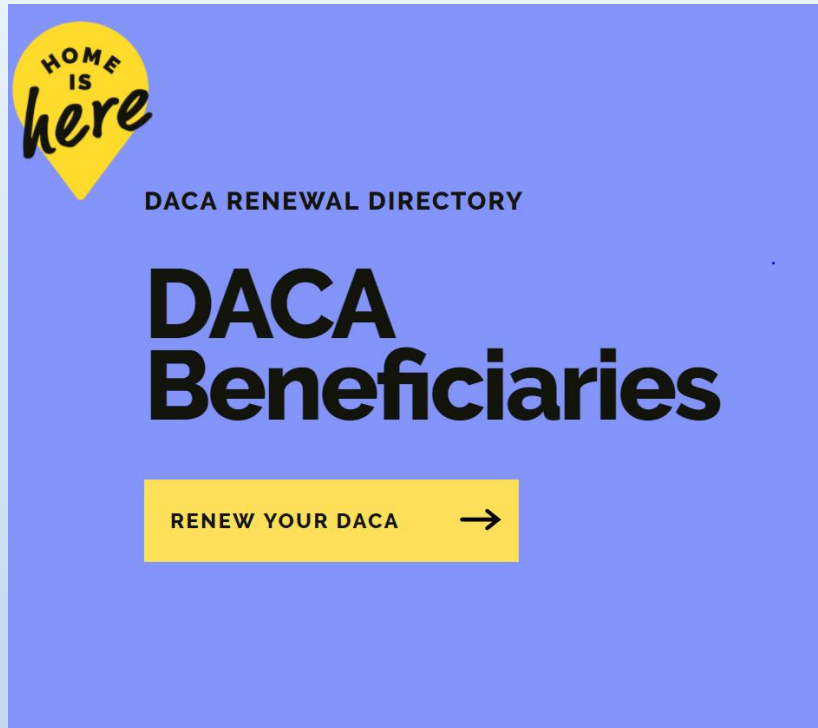 HOME
IS
here
DACA RENEWAL DIRECTORY
DACA
Beneficiaries
RENEW YOUR DACA